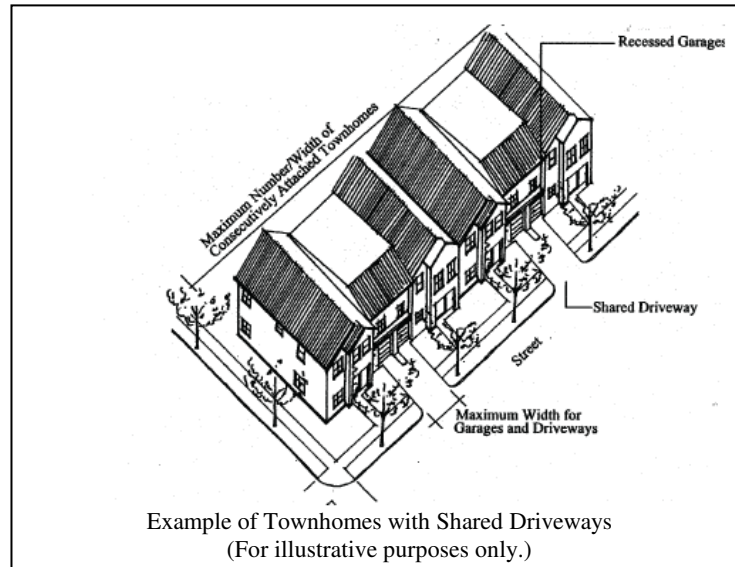 Recessed Garages
Maximum Number/Width of
Consecutively Attached Townhomes
Shared Driveway
Street
Maximum Width for
Garages and Driveways
Example of Townhomes with Shared Driveways
(For illustrative purposes only.)